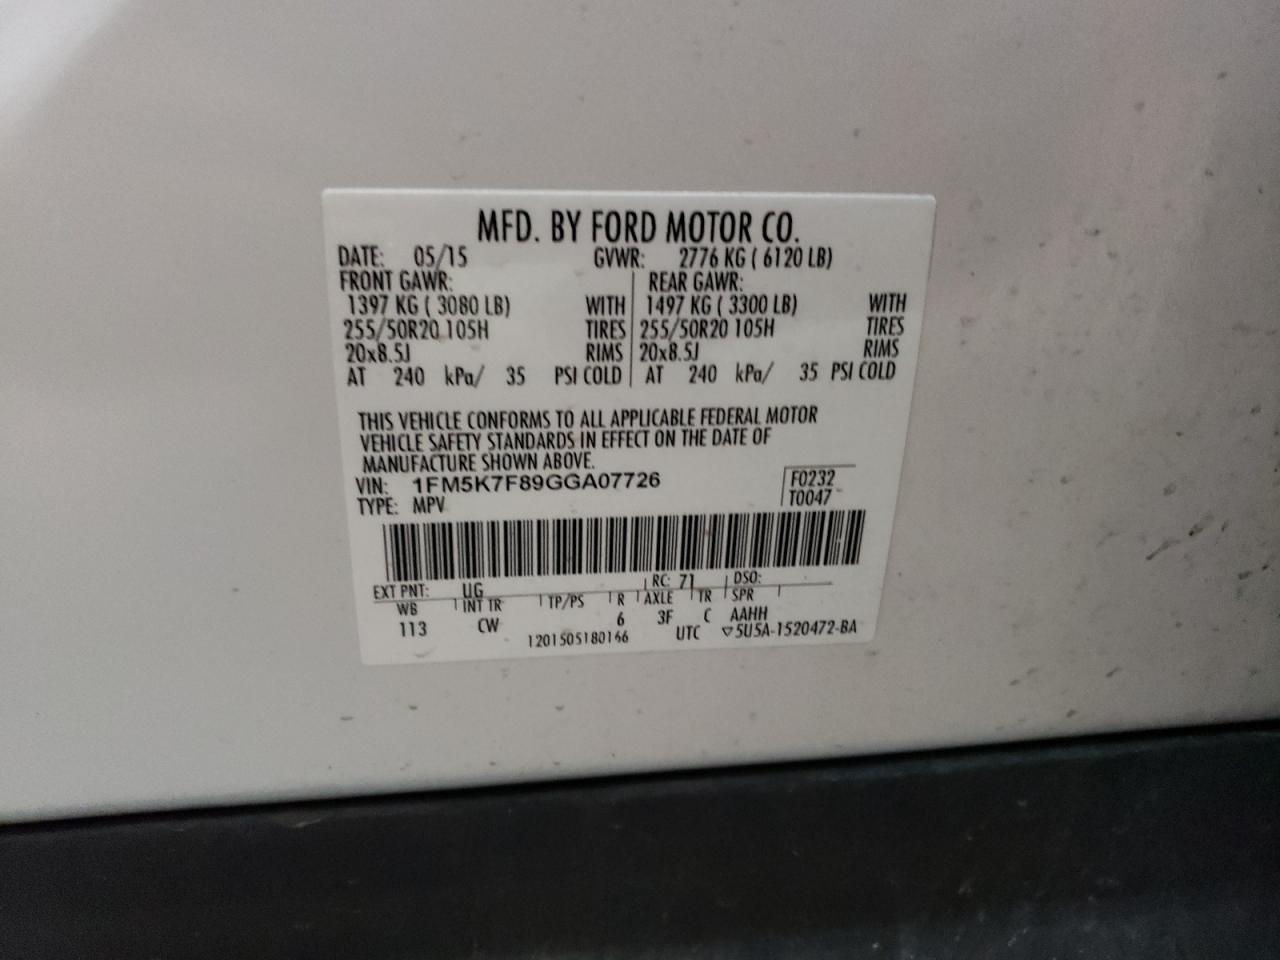 MFD. BY FORD MOTOR CO.
DATE: 05/15 GVWR: 2776 KG ( 6120 LB)
FRONT GAWR: REAR GAWR:
1397 KG ( 3080 LB) WITH 1497 KG ( 3300 LB) WITH
255/50R20 105H TIRES 255/50R20 105H TIRES
20x8.5J RIMS 20x8.5J RIMS
AT 240 kPa/ 35 PSI COLD AT 240 kPa/ 35 PSI COLD
THIS VEHICLE CONFORMS TO ALL APPLICABLE FEDERAL MOTOR
VEHICLE SAFETY STANDARDS IN EFFECT ON THE DATE OF
MANUFACTURE SHOWN ABOVE.
VIN: 1FM5K7F89GGA07726 F0232
TYPE: MPV T0047
EXT PNT: UG RC: 71 DSO:
WB INT TR TP/PS R AXLE TR SPR
113 CW 6 3F C AAHH
1201505180166 UTC ▽5U5A-1520472-BA